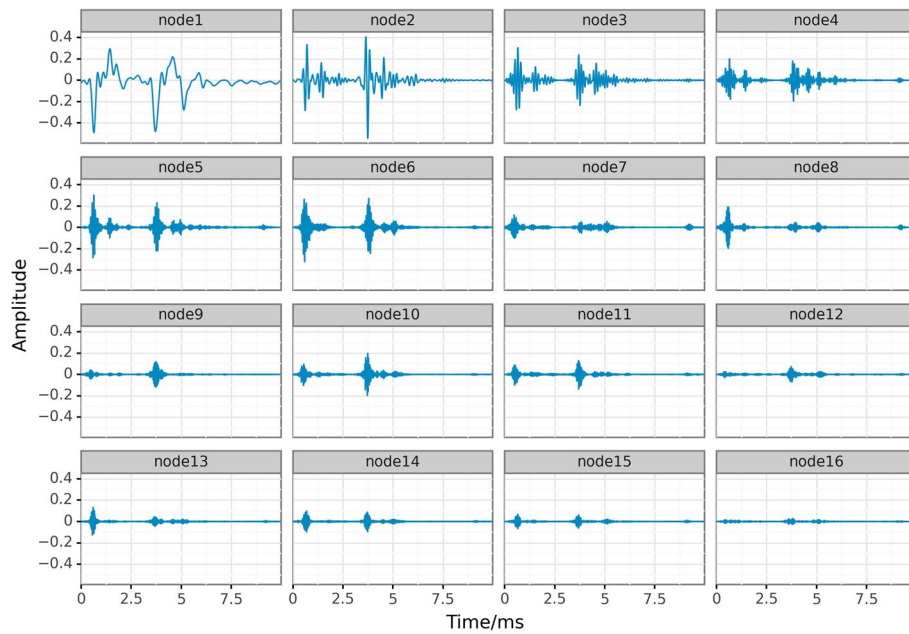 node1 node2 node3 node4
0.4
0.2
0
−0.2
−0.4
node5 node6 node7 node8
0.4
0.2
0
−0.2
−0.4
node9 node10 node11 node12
0.4
0.2
0
−0.2
−0.4
node13 node14 node15 node16
0.4
0.2
0
−0.2
−0.4
0 2.5 5 7.5 0 2.5 5 7.5 0 2.5 5 7.5 0 2.5 5 7.5
Amplitude
Time/ms